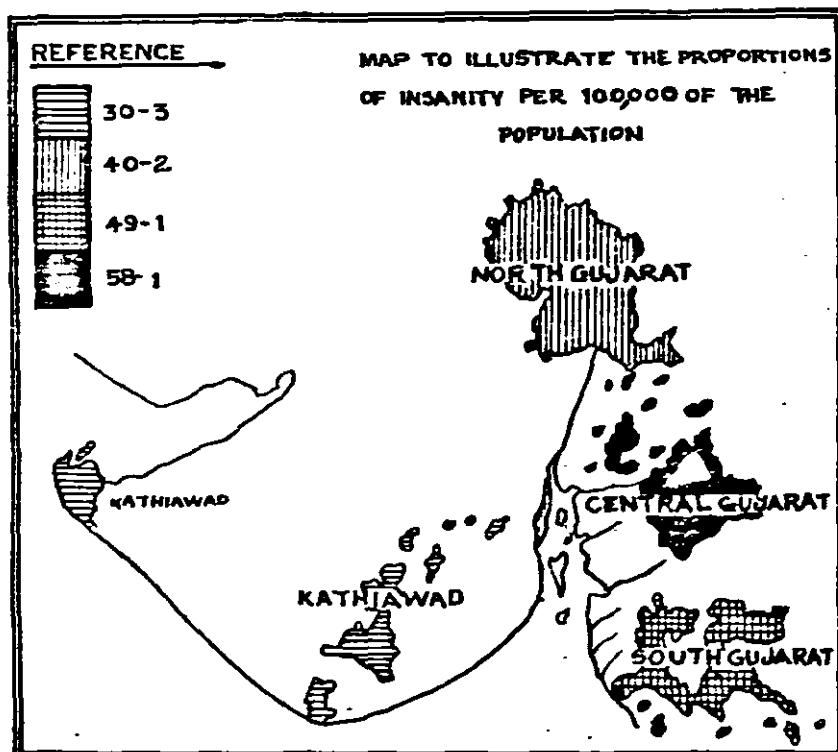 REFERENCE
30-3
40-2
49-1
58-1
MAP TO ILLUSTRATE THE PROPORTIONS
OF INSANITY PER 100,000 OF THE
POPULATION
NORTH GUJARAT
KATHIAWAD
CENTRAL GUJARAT
KATHIAWAD
SOUTH GUJARAT